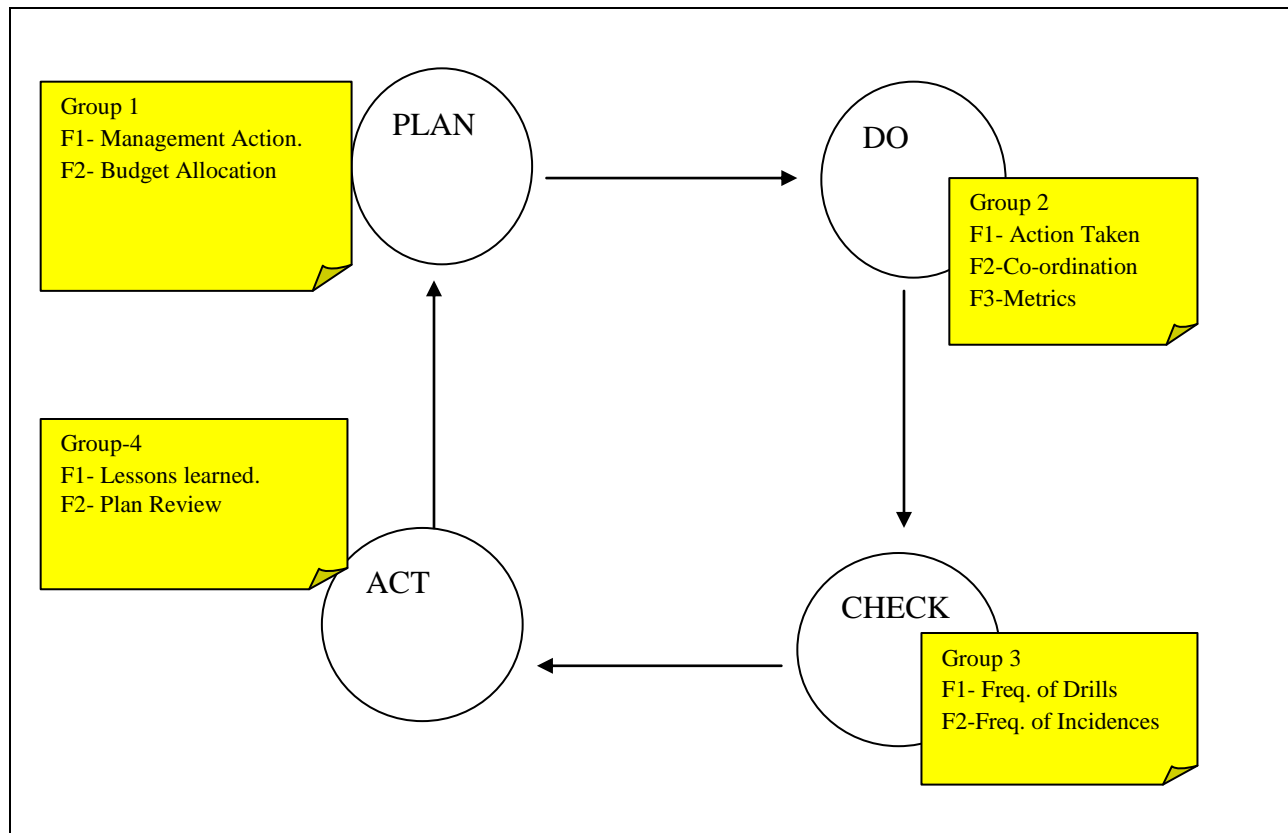 Group 1
F1- Management Action.
F2- Budget Allocation
PLAN
DO
Group 2
F1- Action Taken
F2-Co-ordination
F3-Metrics
Group-4
F1- Lessons learned.
F2- Plan Review
ACT
CHECK
Group 3
F1- Freq. of Drills
F2-Freq. of Incidences